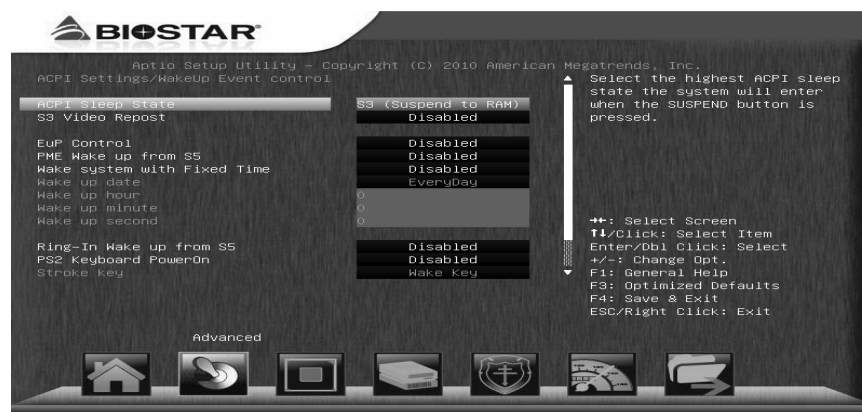 BIOSTAR
Aptio Setup Utility – Copyright (C) 2010 American Megatrends, Inc.
ACPI Settings/WakeUp Event control
ACPI Sleep State S3 (Suspend to RAM)
S3 Video Repost Disabled
EuP Control Disabled
PME Wake up from S5 Disabled
Wake system with Fixed Time Disabled
Wake up date EveryDay
Wake up hour 0
Wake up minute 0
Wake up second 0
Ring-In Wake up from S5 Disabled
PS2 Keyboard PowerOn Disabled
Stroke key Wake Key
Select the highest ACPI sleep
state the system will enter
when the SUSPEND button is
pressed.
→←: Select Screen
↑↓/Click: Select Item
Enter/Dbl Click: Select
+/-: Change Opt.
F1: General Help
F3: Optimized Defaults
F4: Save & Exit
ESC/Right Click: Exit
Advanced